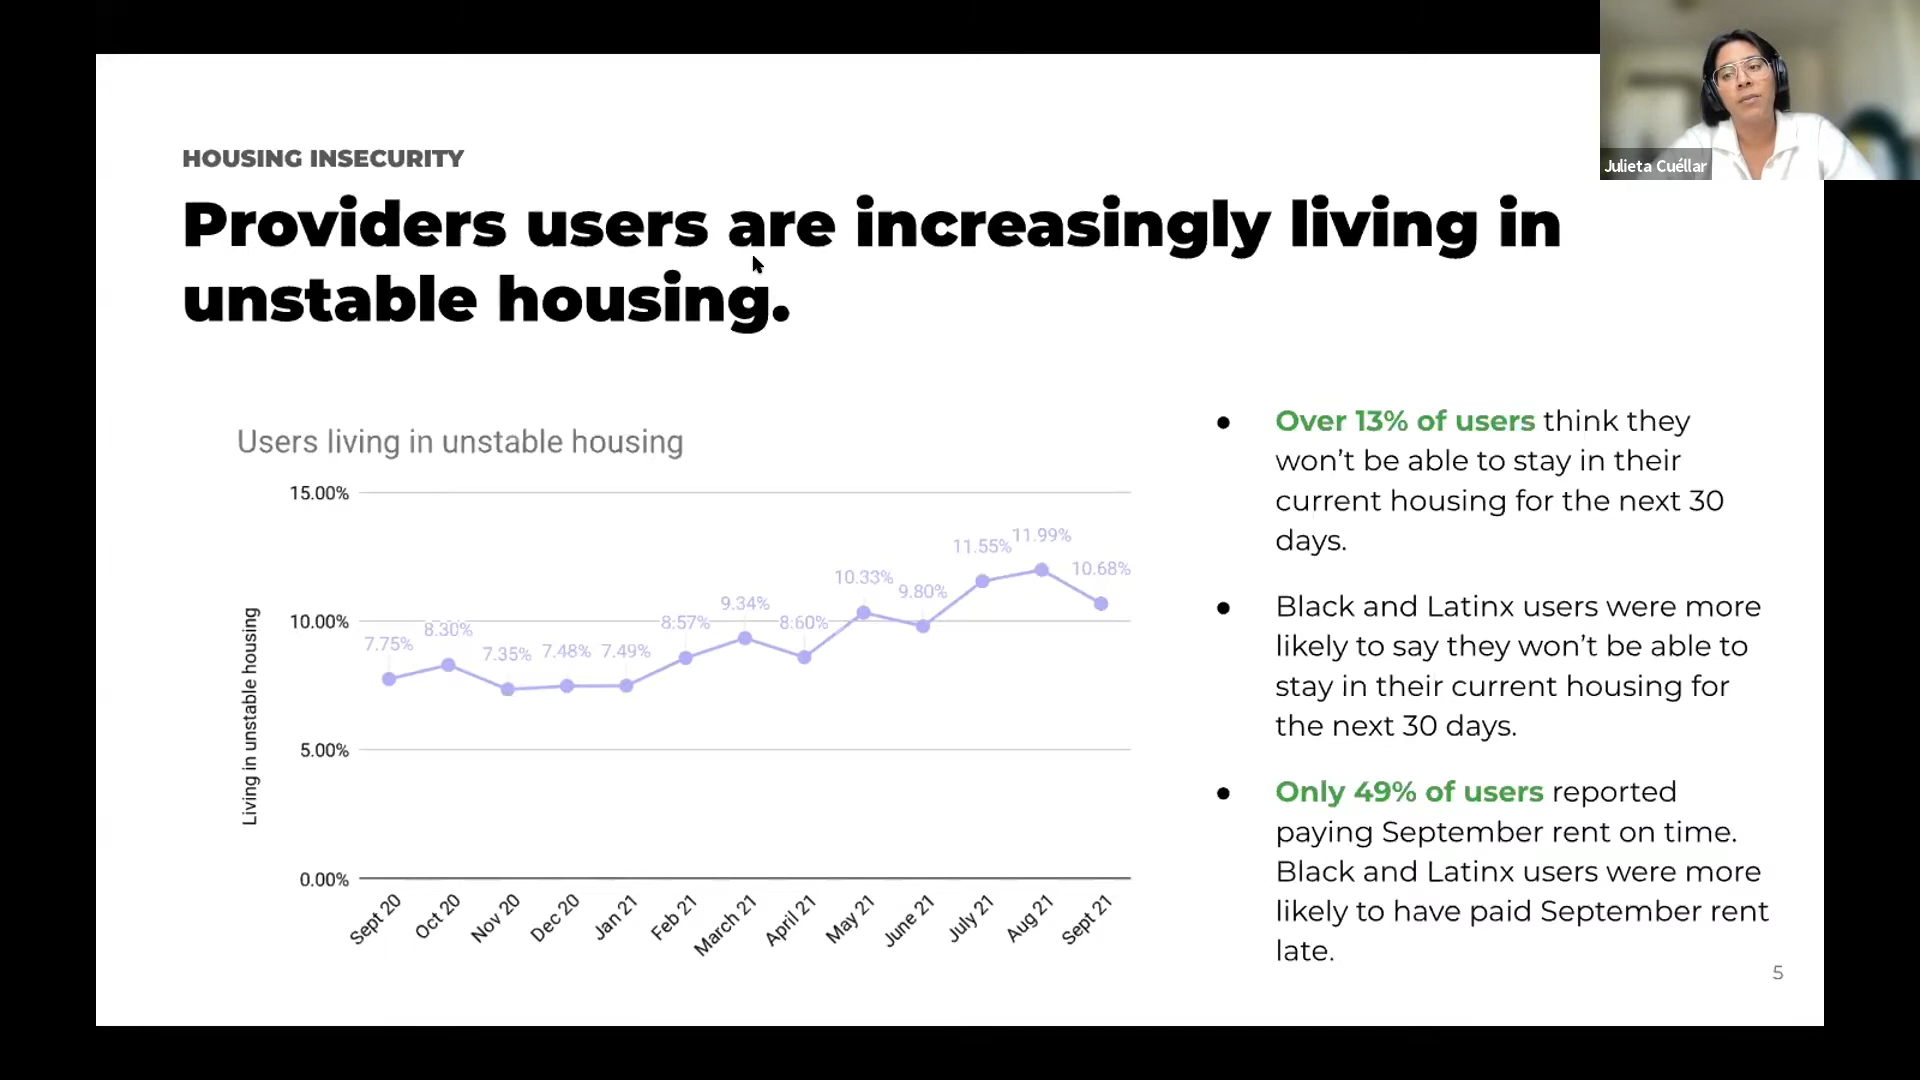 Julieta Cuéllar
HOUSING INSECURITY
Providers users are increasingly living in
unstable housing.
Users living in unstable housing
Living in unstable housing
15.00%
10.00%
5.00%
0.00%
7.75%
8.30%
7.35%
7.48%
7.49%
8.57%
9.34%
8.60%
10.33%
9.80%
11.55%
11.99%
10.68%
Sept 20
Oct 20
Nov 20
Dec 20
Jan 21
Feb 21
March 21
April 21
May 21
June 21
July 21
Aug 21
Sept 21
● Over 13% of users think they
won’t be able to stay in their
current housing for the next 30
days.
● Black and Latinx users were more
likely to say they won’t be able to
stay in their current housing for
the next 30 days.
● Only 49% of users reported
paying September rent on time.
Black and Latinx users were more
likely to have paid September rent
late.
5